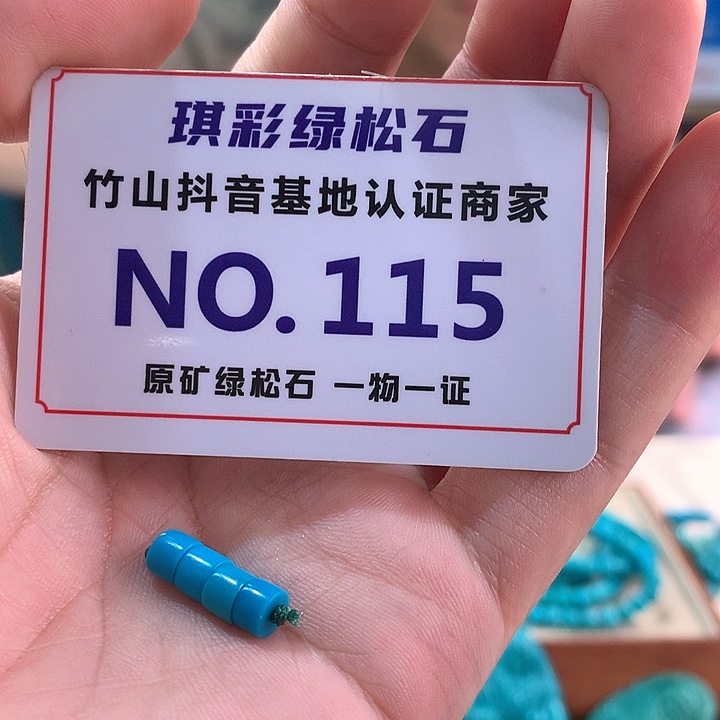 琪彩绿松石
竹山抖音基地认证商家
NO.115
原矿绿松石 一物一证